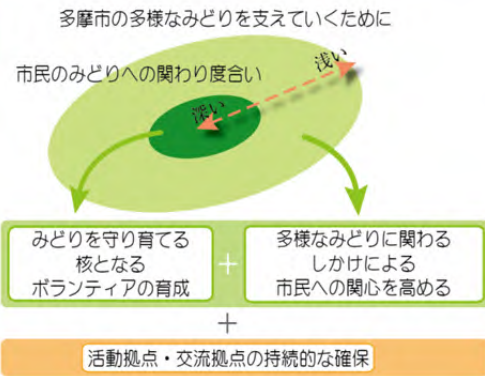 多摩市の多様なみどりを支えていくために
市民のみどりへの関わり度合い
浅い
深い
みどりを守り育てる
核となる
ボランティアの育成
+
多様なみどりに関わる
しかけによる
市民への関心を高める
+
活動拠点・交流拠点の持続的な確保